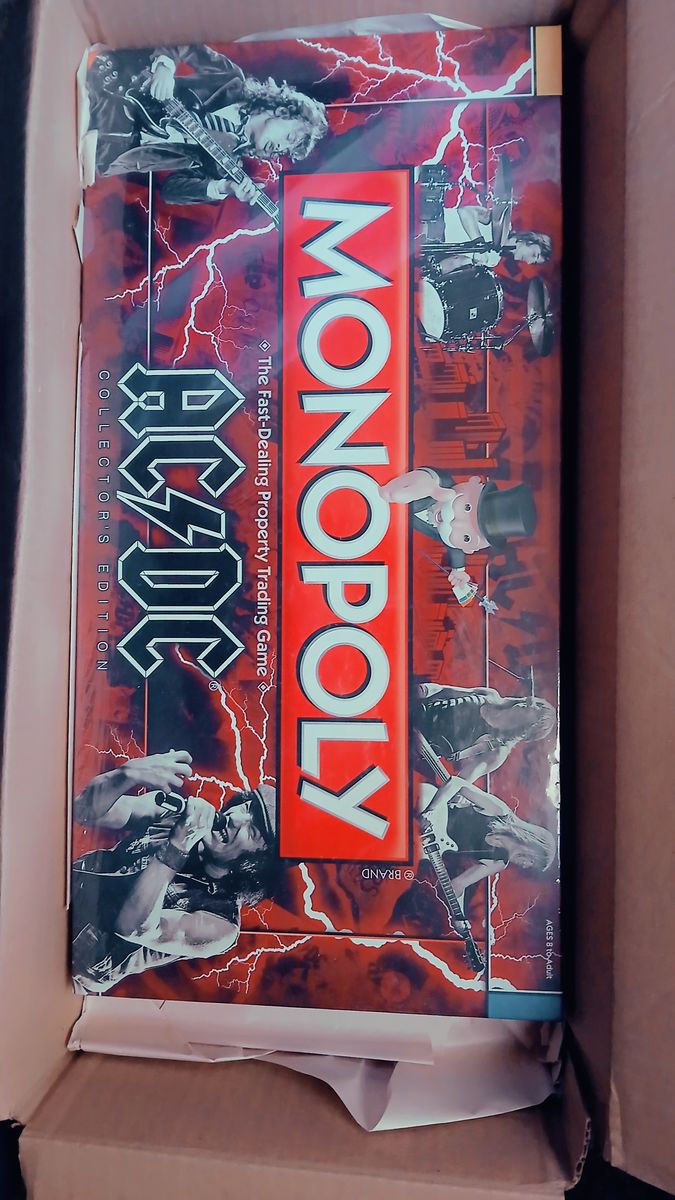 MONOPOLY
® BRAND
The Fast-Dealing Property Trading Game
AC DC®
COLLECTOR'S EDITION
AGES 8 to Adult